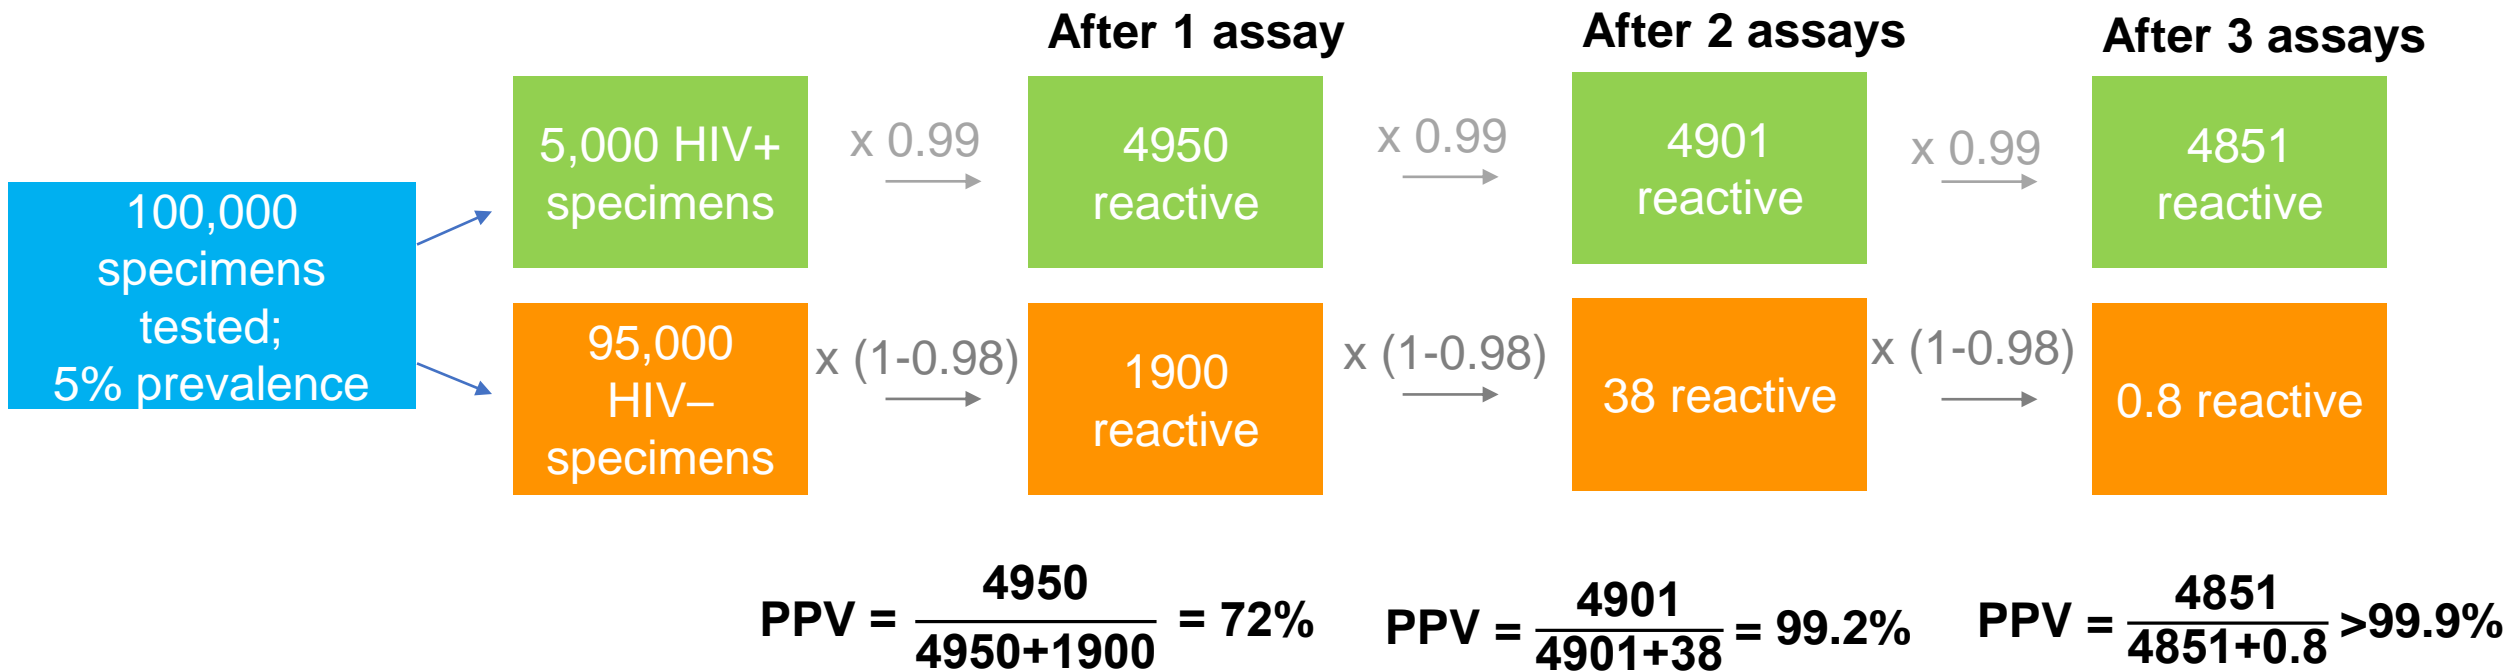 After 1 assay
After 2 assays
After 3 assays
100,000
specimens
tested;
5% prevalence
5,000 HIV+
specimens
x 0.99
4950
reactive
x 0.99
4901
reactive
x 0.99
4851
reactive
95,000
HIV–
specimens
x (1-0.98)
1900
reactive
x (1-0.98)
38 reactive
x (1-0.98)
0.8 reactive
PPV = 4950 / 4950+1900 = 72%
PPV = 4901 / 4901+38 = 99.2%
PPV = 4851 / 4851+0.8 >99.9%